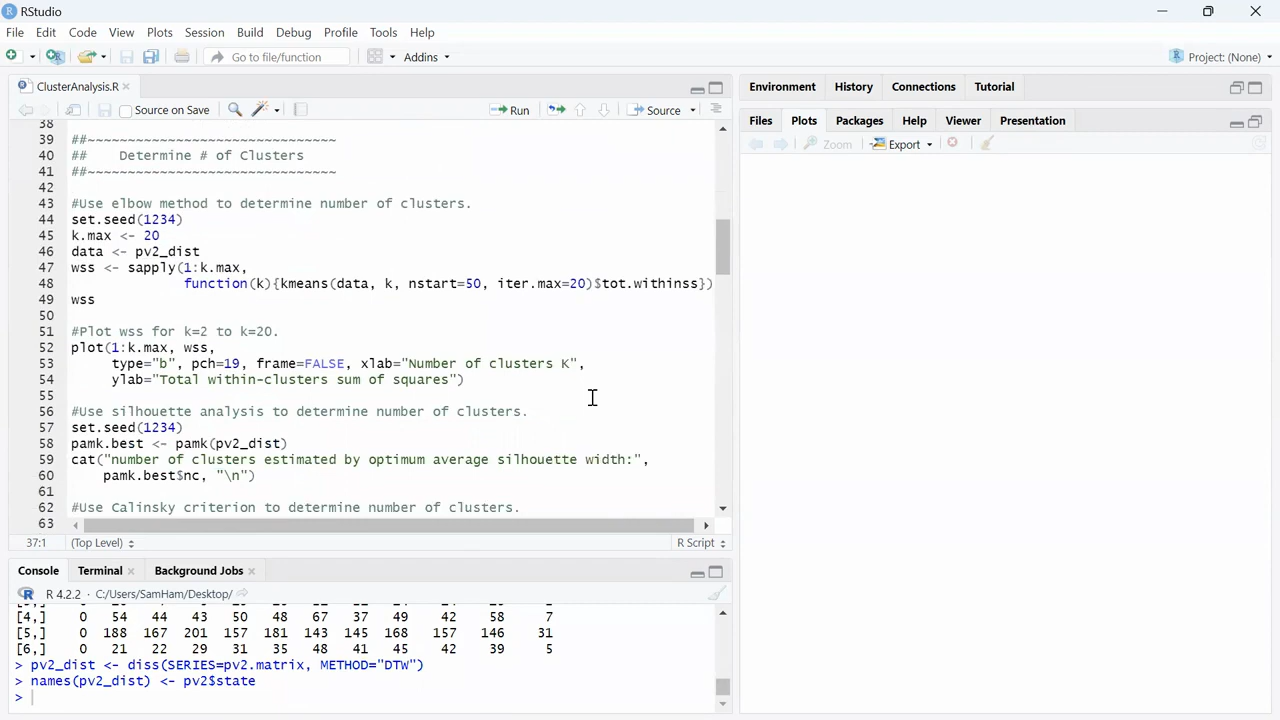 RStudio
File Edit Code View Plots Session Build Debug Profile Tools Help
Go to file/function Addins Project: (None)
ClusterAnalysis.R
Source on Save Run Source
38
39 ##~~~~~~~~~~~~~~~~~~~~~~~~~~~~~~~
40 ## Determine # of Clusters
41 ##~~~~~~~~~~~~~~~~~~~~~~~~~~~~~~~
42
43 #Use elbow method to determine number of clusters.
44 set.seed(1234)
45 k.max <- 20
46 data <- pv2_dist
47 wss <- sapply(1:k.max,
48 function(k){kmeans(data, k, nstart=50, iter.max=20)$tot.withinss})
49 wss
50
51 #Plot wss for k=2 to k=20.
52 plot(1:k.max, wss,
53 type="b", pch=19, frame=FALSE, xlab="Number of clusters K",
54 ylab="Total within-clusters sum of squares")
55
56 #Use silhouette analysis to determine number of clusters.
57 set.seed(1234)
58 pamk.best <- pamk(pv2_dist)
59 cat("number of clusters estimated by optimum average silhouette width:",
60 pamk.best$nc, "\n")
61
62 #Use Calinsky criterion to determine number of clusters.
63
37:1 (Top Level) R Script
Console Terminal Background Jobs
R 4.2.2 · C:/Users/SamHam/Desktop/
[4,] 0 54 44 43 50 48 67 37 49 42 58 7
[5,] 0 188 167 201 157 181 143 145 168 157 146 31
[6,] 0 21 22 29 31 35 48 41 45 42 39 5
> pv2_dist <- diss(SERIES=pv2.matrix, METHOD="DTW")
> names(pv2_dist) <- pv2$state
>
Environment History Connections Tutorial
Files Plots Packages Help Viewer Presentation
Zoom Export